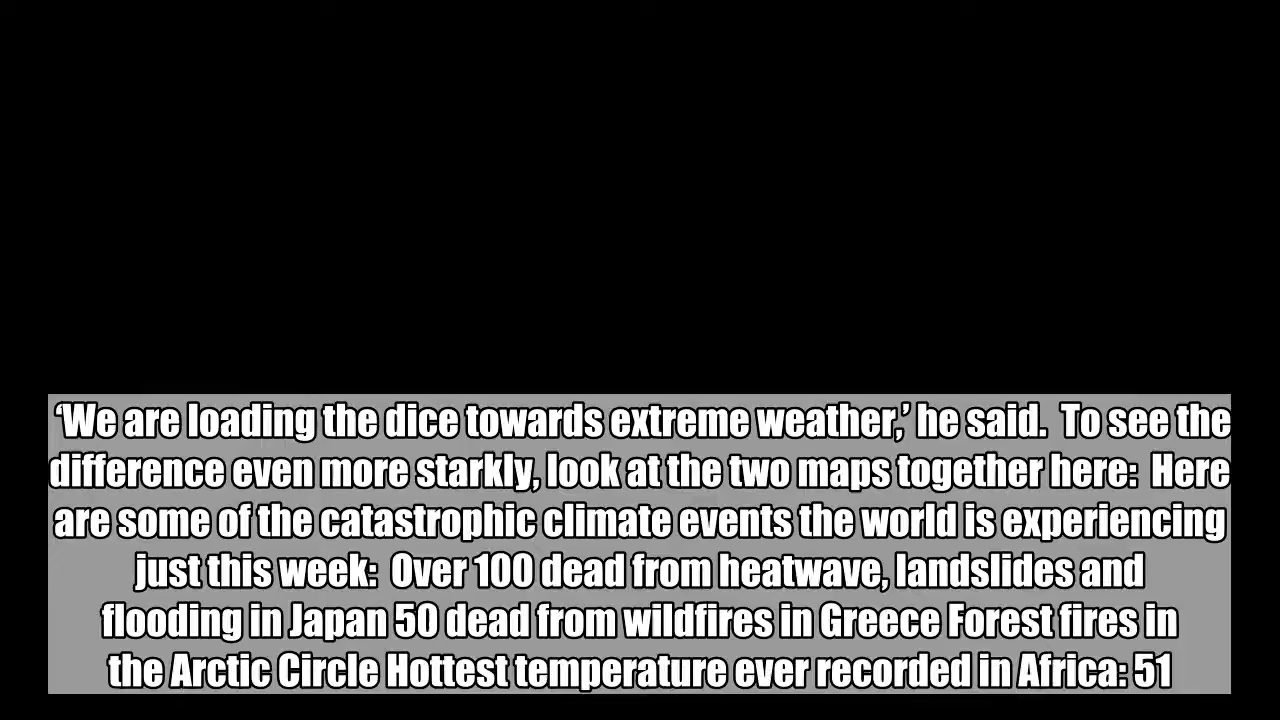 ‘We are loading the dice towards extreme weather,’ he said.  To see the
difference even more starkly, look at the two maps together here:  Here
are some of the catastrophic climate events the world is experiencing
just this week:  Over 100 dead from heatwave, landslides and
flooding in Japan 50 dead from wildfires in Greece Forest fires in
the Arctic Circle Hottest temperature ever recorded in Africa: 51